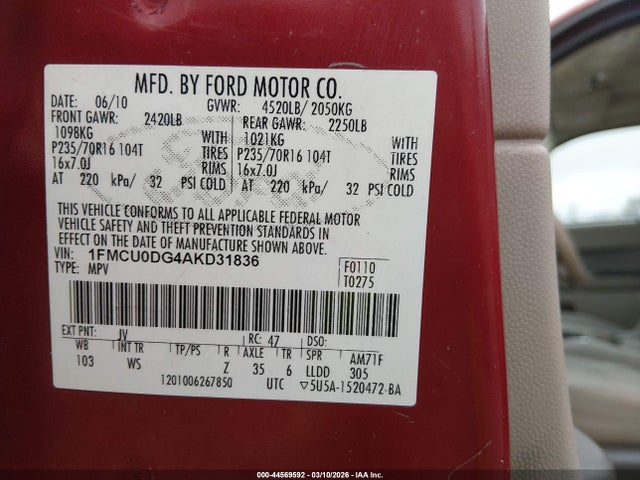 MFD. BY FORD MOTOR CO.
DATE: 06/10 GVWR: 4520LB/ 2050KG
FRONT GAWR: 2420LB REAR GAWR: 2250LB
1098KG WITH 1021KG WITH
P235/70R16 104T TIRES P235/70R16 104T TIRES
16x7.0J RIMS 16x7.0J RIMS
AT 220 kPa/ 32 PSI COLD AT 220 kPa/ 32 PSI COLD
THIS VEHICLE CONFORMS TO ALL APPLICABLE FEDERAL MOTOR
VEHICLE SAFETY AND THEFT PREVENTION STANDARDS IN
EFFECT ON THE DATE OF MANUFACTURE SHOWN ABOVE.
VIN: 1FMCU0DG4AKD31836
TYPE: MPV
F0110
T0275
EXT PNT: JV RC: 47 DSO:
WB INT TR TP/PS R AXLE TR SPR AM71F
103 WS Z 35 6 LLDD 305
1201006267850 UTC ▽5U5A-1520472-BA
000-44569592 - 03/10/2026 - IAA Inc.